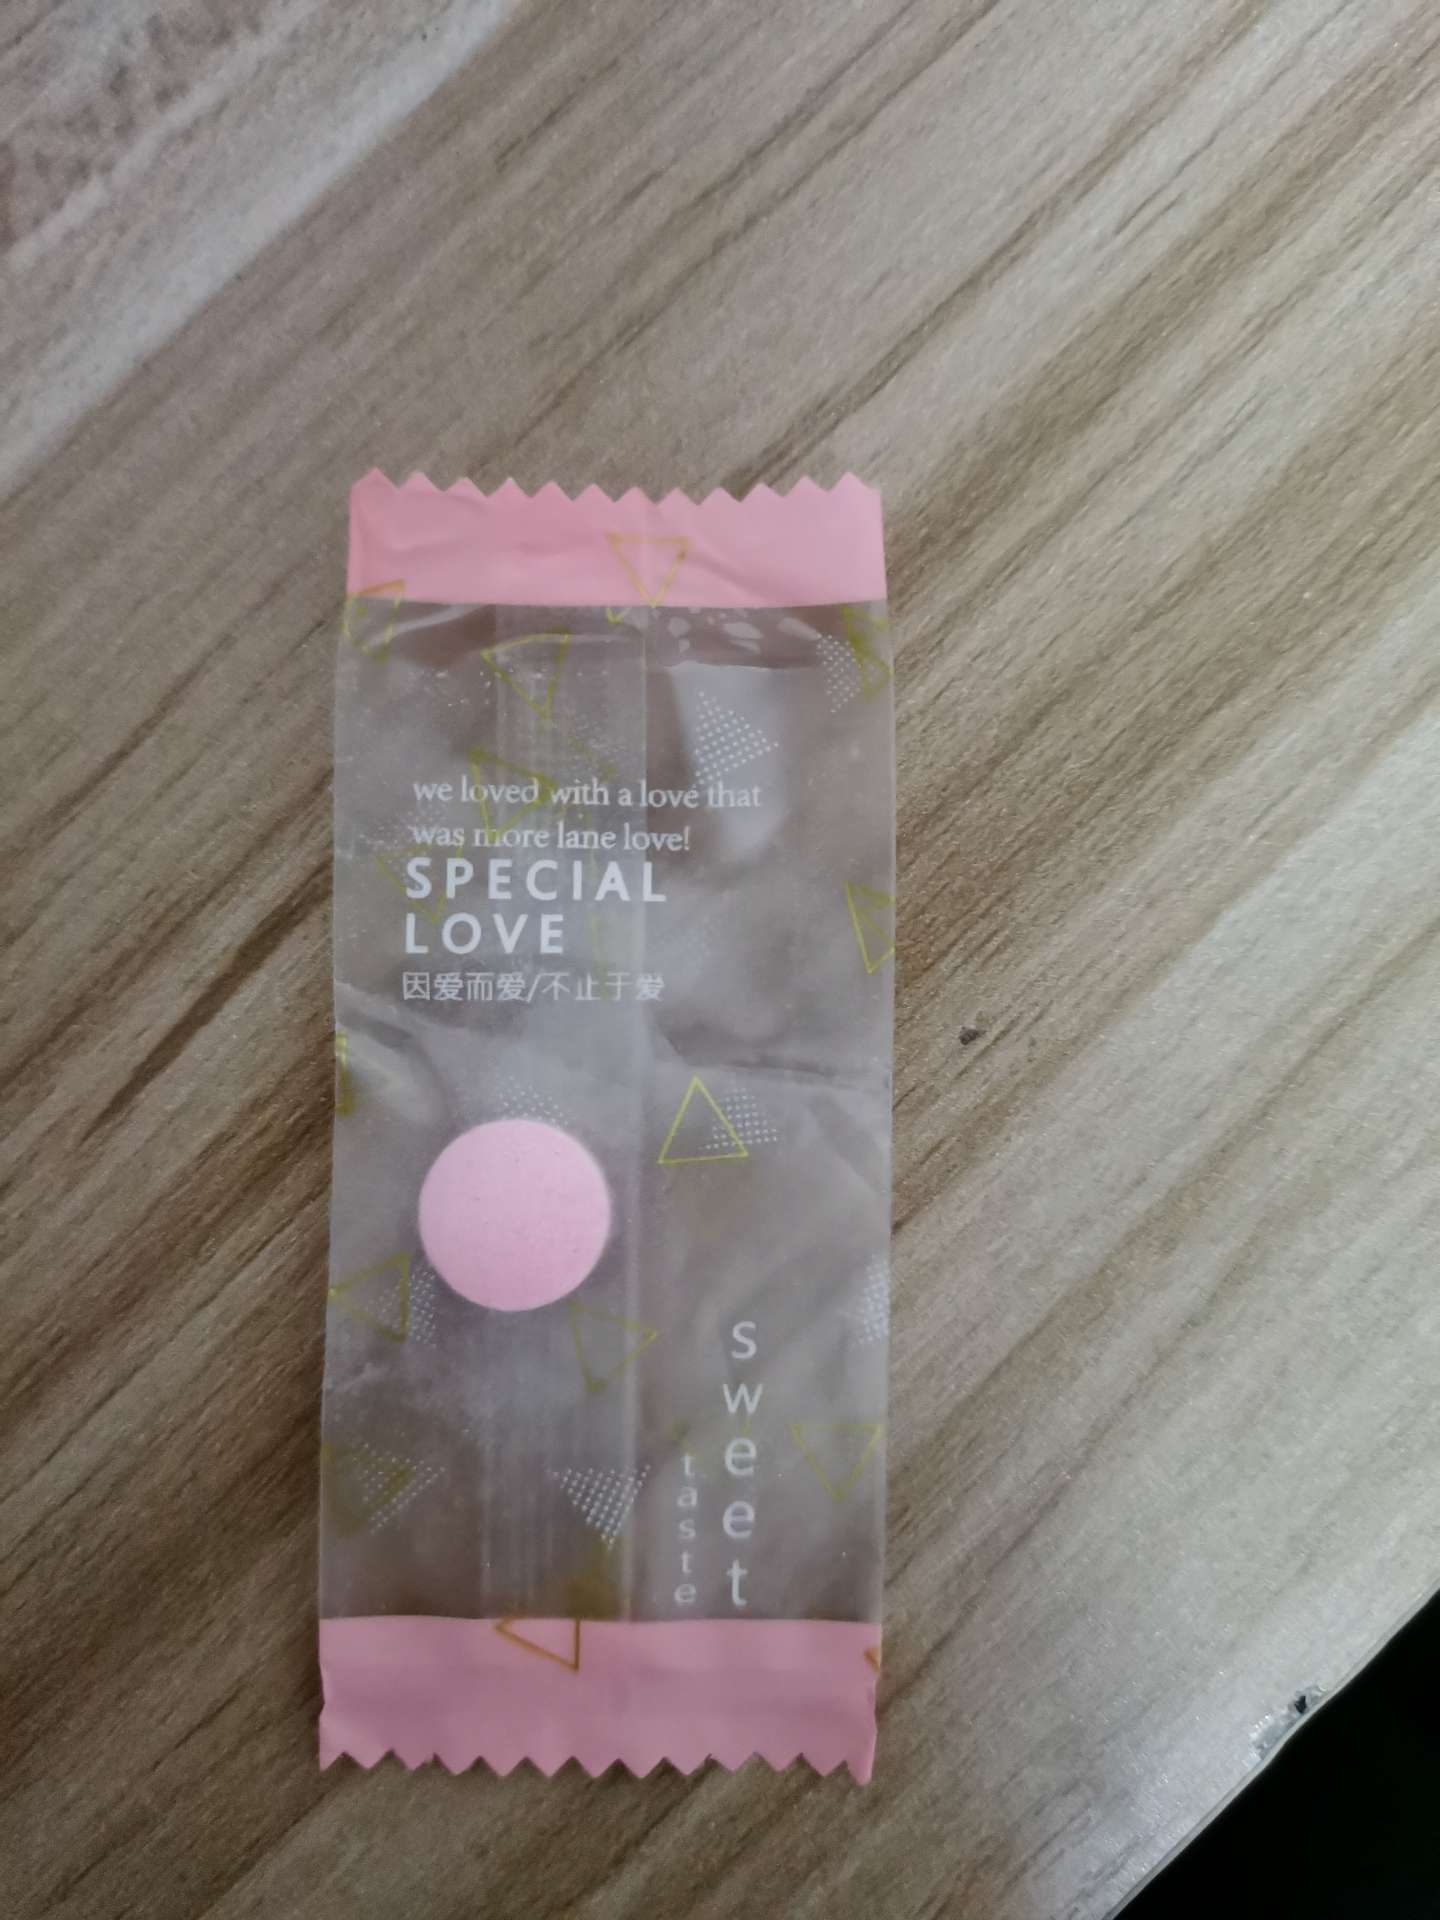 we loved with a love that
was more lane love!
SPECIAL
LOVE
因爱而爱/不止于爱
sweet
taste